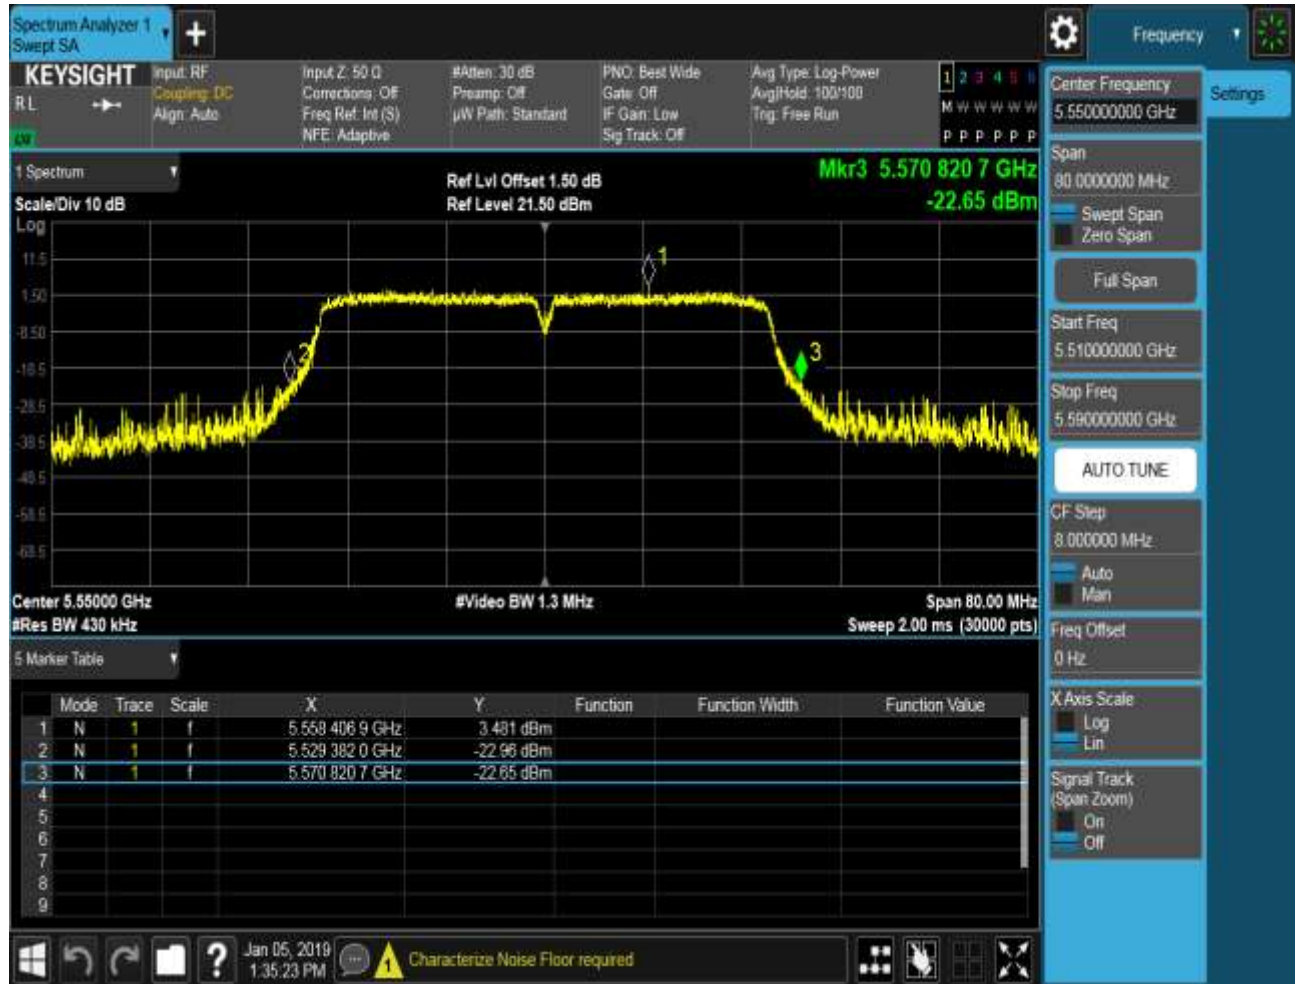 Spectrum Analyzer 1
Swept SA
Frequency
KEYSIGHT
RL
Input: RF
Coupling: DC
Align: Auto
Input Z: 50 Ω
Corrections: Off
Freq Ref: Int (S)
NFE: Adaptive
#Atten: 30 dB
Preamp: Off
µW Path: Standard
PNO: Best Wide
Gate: Off
IF Gain: Low
Sig Track: Off
Avg Type: Log-Power
Avg|Hold: 100/100
Trig: Free Run
1 2 3 4 5 6
M W W W W W
P P P P P P
1 Spectrum
Scale/Div 10 dB
Ref Lvl Offset 1.50 dB
Ref Level 21.50 dBm
Mkr3 5.570 820 7 GHz
-22.65 dBm
Log
11.5
1.50
-8.50
-18.5
-28.5
-38.5
-48.5
-58.5
-68.5
1
2
3
Center 5.55000 GHz
#Res BW 430 kHz
#Video BW 1.3 MHz
Span 80.00 MHz
Sweep 2.00 ms (30000 pts)
5 Marker Table
Mode Trace Scale X Y Function Function Width Function Value
1 N 1 f 5.558 406 9 GHz 3.481 dBm
2 N 1 f 5.529 382 0 GHz -22.96 dBm
3 N 1 f 5.570 820 7 GHz -22.65 dBm
4
5
6
7
8
9
Center Frequency
5.550000000 GHz
Settings
Span
80.0000000 MHz
Swept Span
Zero Span
Full Span
Start Freq
5.510000000 GHz
Stop Freq
5.590000000 GHz
AUTO TUNE
CF Step
8.000000 MHz
Auto
Man
Freq Offset
0 Hz
X Axis Scale
Log
Lin
Signal Track
(Span Zoom)
On
Off
?
Jan 05, 2019
1:35:23 PM
1
Characterize Noise Floor required